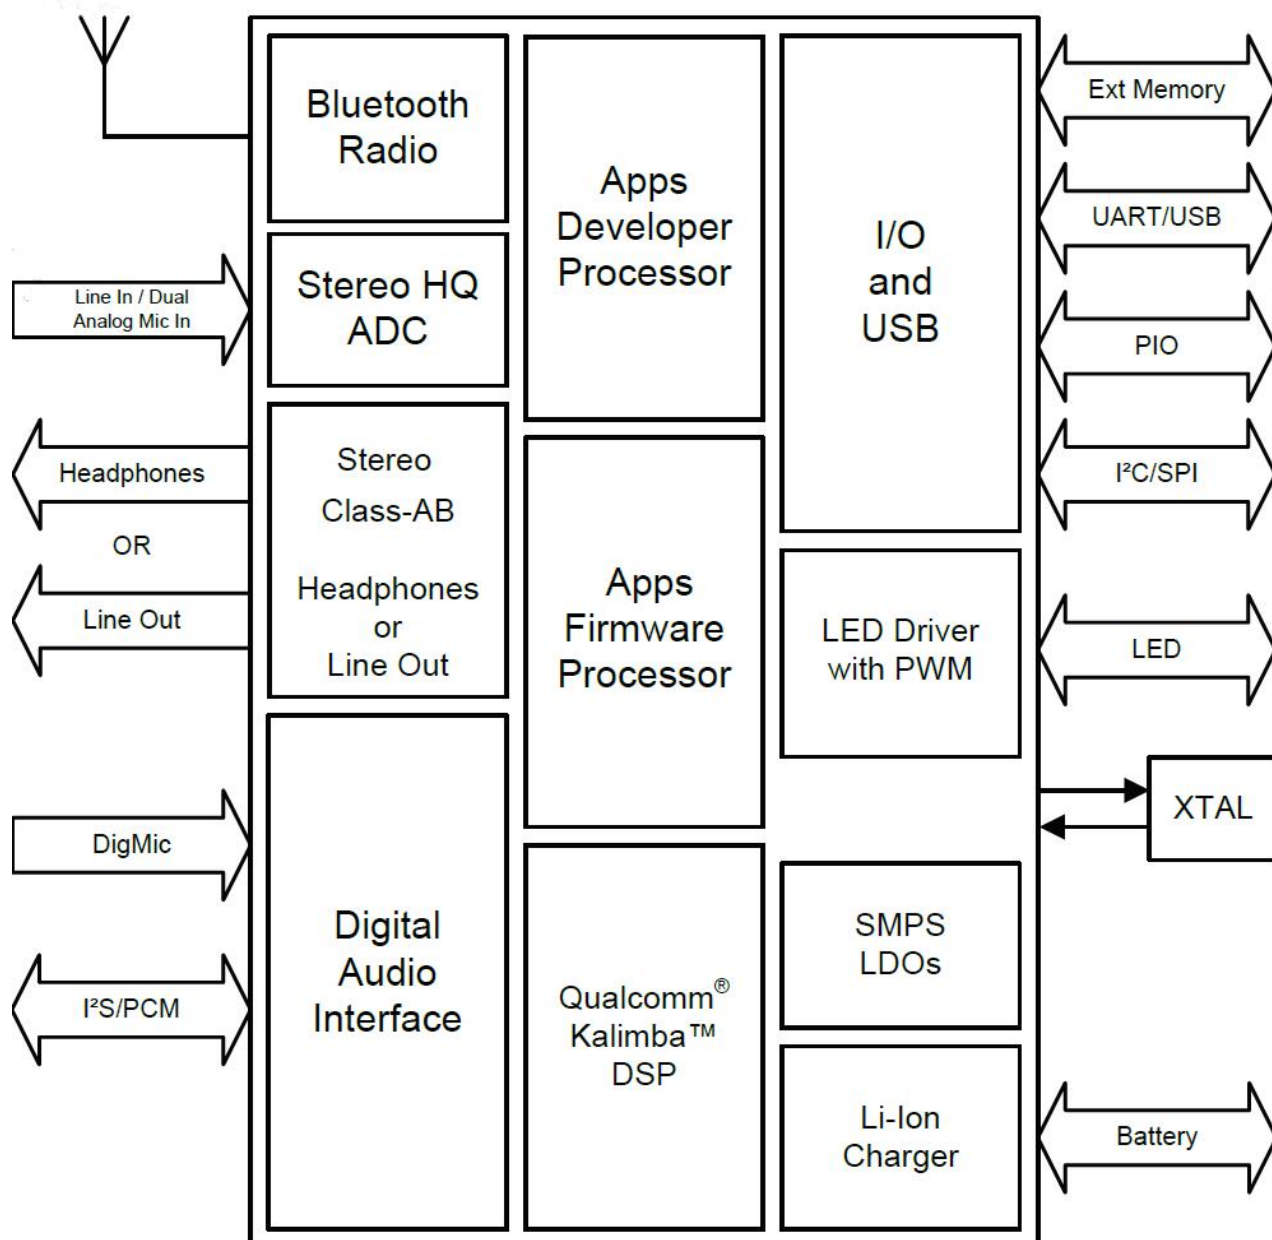 Bluetooth
Radio
Stereo HQ
ADC
Stereo
Class-AB
Headphones
or
Line Out
Digital
Audio
Interface
Apps
Developer
Processor
Apps
Firmware
Processor
Qualcomm®
Kalimba™
DSP
I/O
and
USB
LED Driver
with PWM
SMPS
LDOs
Li-Ion
Charger
Line In / Dual
Analog Mic In
Headphones
OR
Line Out
DigMic
I²S/PCM
Ext Memory
UART/USB
PIO
I²C/SPI
LED
XTAL
Battery